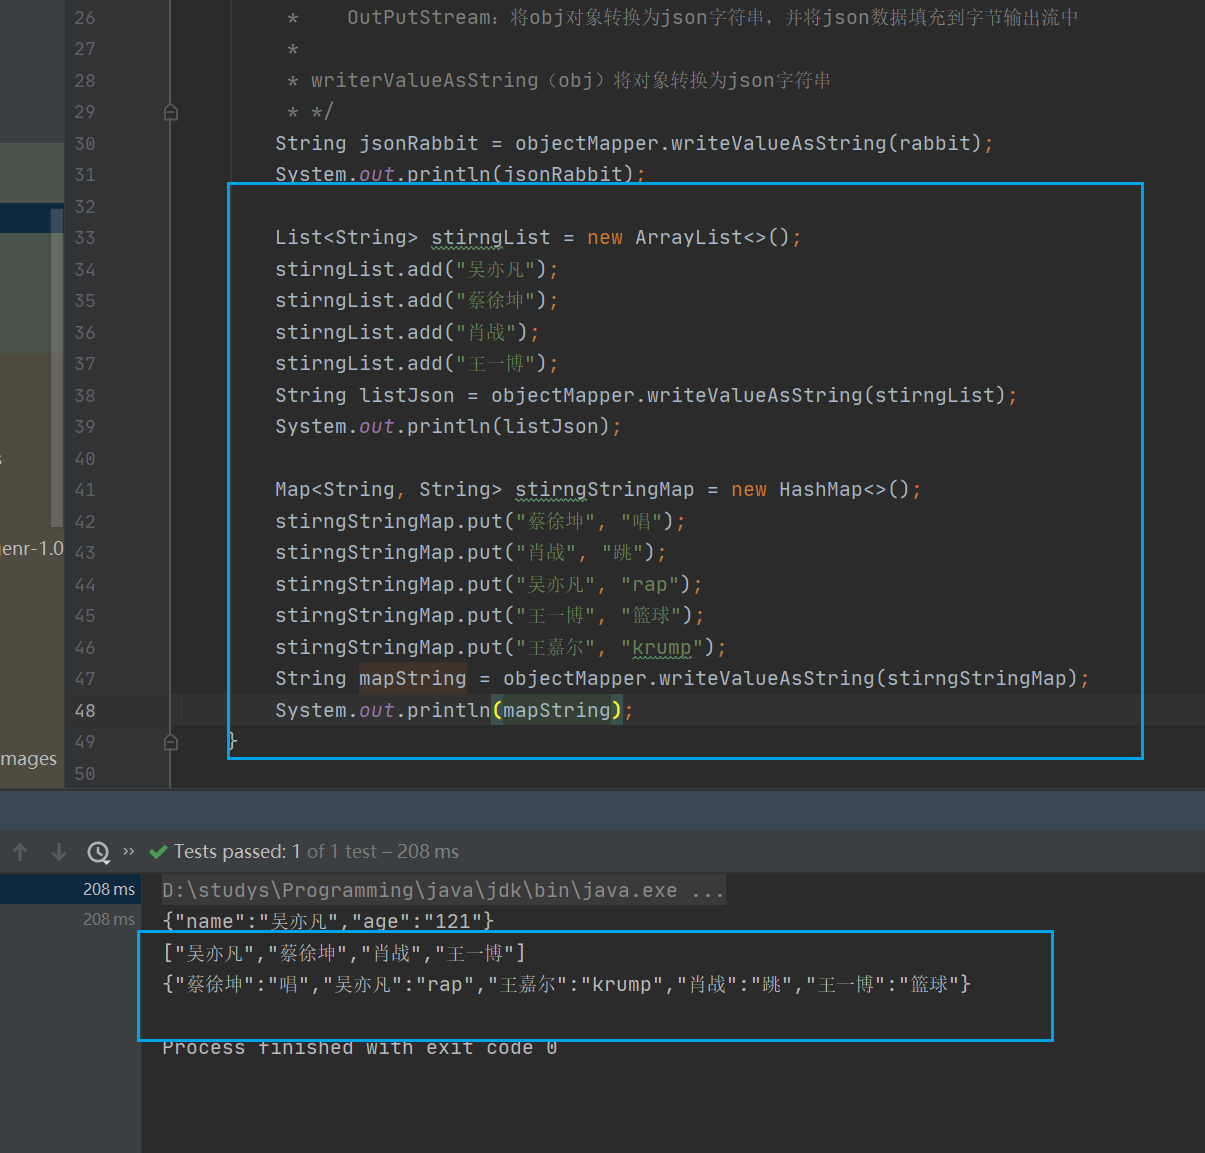 26 *    OutPutStream：将obj对象转换为json字符串，并将json数据填充到字节输出流中
27 *
28 * writerValueAsString（obj）将对象转换为json字符串
29 * */
30 String jsonRabbit = objectMapper.writeValueAsString(rabbit);
31 System.out.println(jsonRabbit);
32
33 List<String> stirngList = new ArrayList<>();
34 stirngList.add("吴亦凡");
35 stirngList.add("蔡徐坤");
36 stirngList.add("肖战");
37 stirngList.add("王一博");
38 String listJson = objectMapper.writeValueAsString(stirngList);
39 System.out.println(listJson);
40
41 Map<String, String> stirngStringMap = new HashMap<>();
42 stirngStringMap.put("蔡徐坤", "唱");
enr-1.0 43 stirngStringMap.put("肖战", "跳");
44 stirngStringMap.put("吴亦凡", "rap");
45 stirngStringMap.put("王一博", "篮球");
46 stirngStringMap.put("王嘉尔", "krump");
47 String mapString = objectMapper.writeValueAsString(stirngStringMap);
48 System.out.println(mapString);
49 }
mages 50
›› Tests passed: 1 of 1 test – 208 ms
208 ms D:\studys\Programming\java\jdk\bin\java.exe ...
208 ms {"name":"吴亦凡","age":"121"}
["吴亦凡","蔡徐坤","肖战","王一博"]
{"蔡徐坤":"唱","吴亦凡":"rap","王嘉尔":"krump","肖战":"跳","王一博":"篮球"}
Process finished with exit code 0